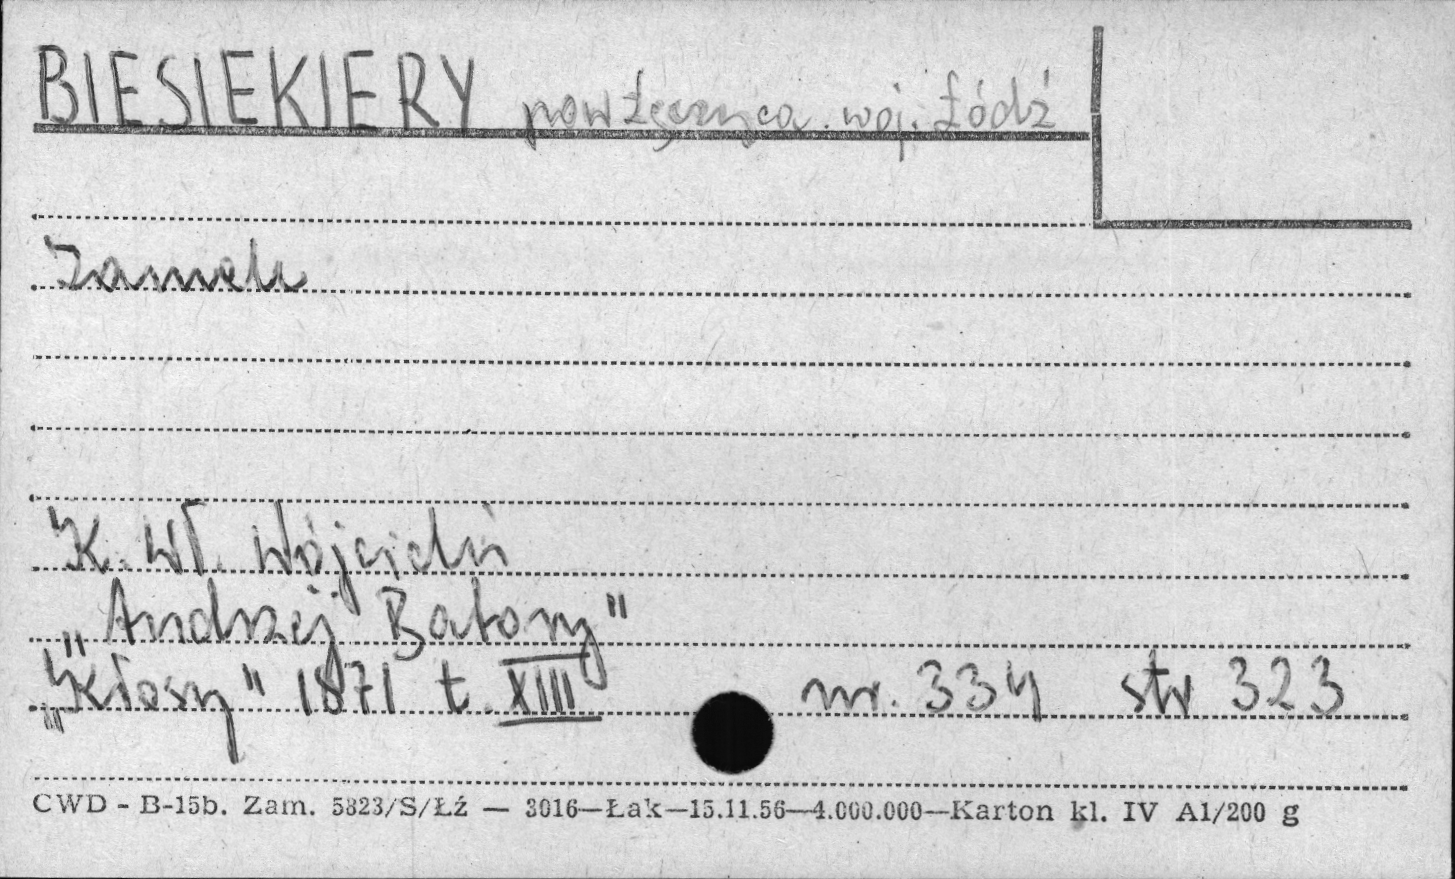 BIESIEKIERY pow Łęczyca. woj. Łódź
Zamek
K. Wł. Wójcicki
„Andrzej Batory"
„Kłosy" 1871 t. XIII nr. 334 str 323
CWD - B-15b. Zam. 5823/S/Łź — 3016—Łak—15.11.56—4.000.000—Karton kl. IV A1/200 g